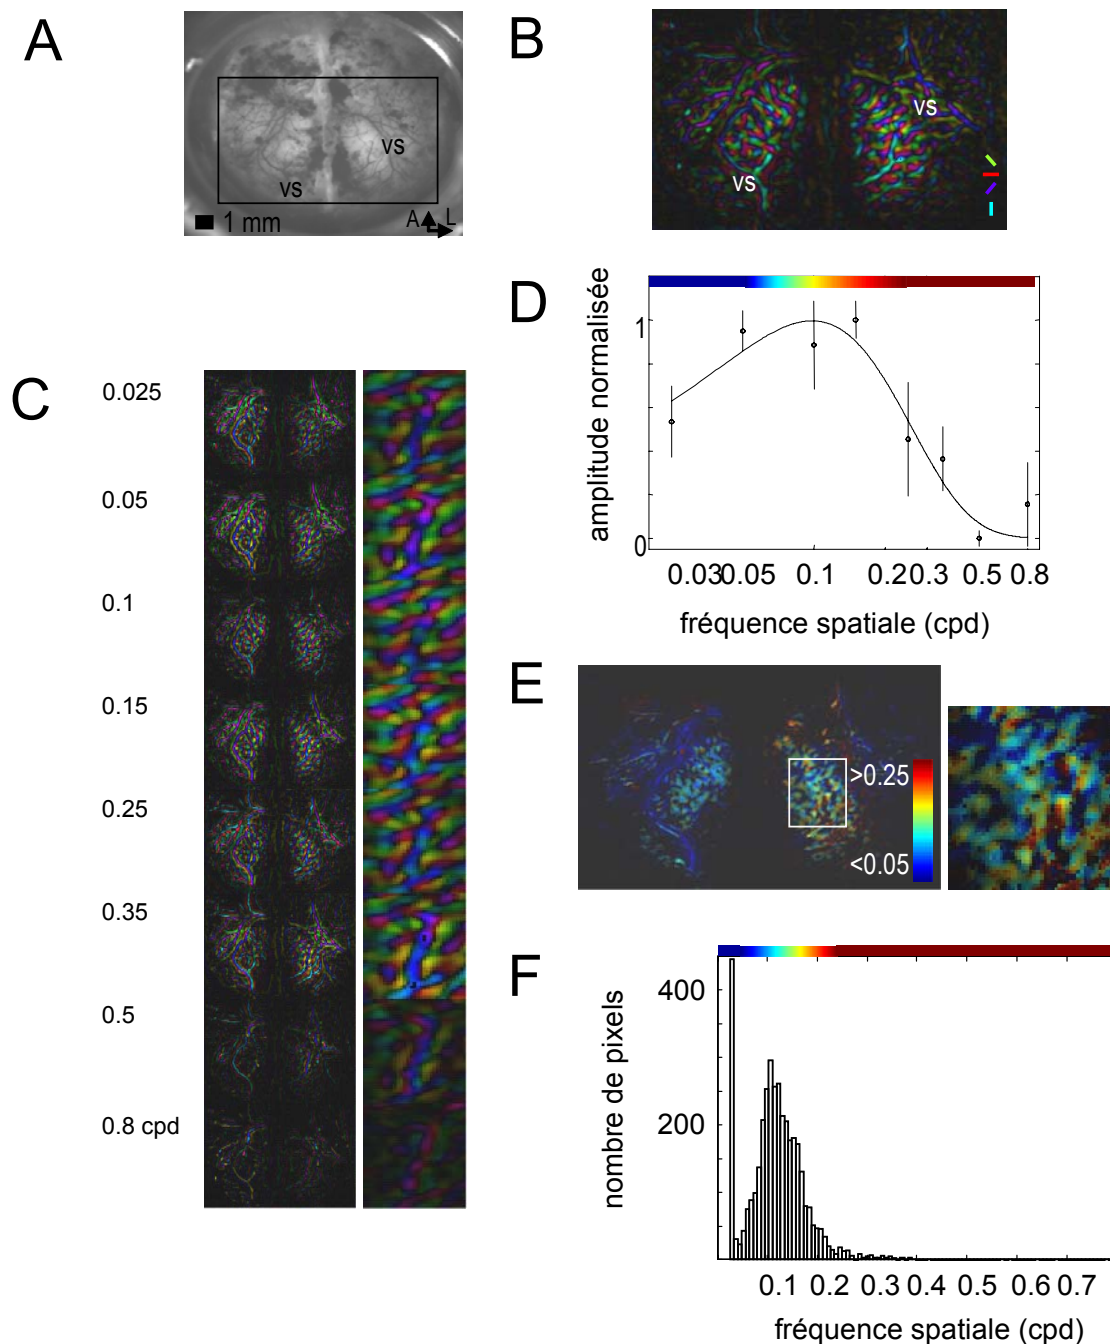 A
vs
vs
1 mm
A
L
B
vs
vs
C
0.025
0.05
0.1
0.15
0.25
0.35
0.5
0.8 cpd
D
amplitude normalisée
1
0
0.03 0.05 0.1 0.2 0.3 0.5 0.8
fréquence spatiale (cpd)
E
>0.25
<0.05
F
nombre de pixels
400
200
0.1 0.2 0.3 0.4 0.5 0.6 0.7
fréquence spatiale (cpd)